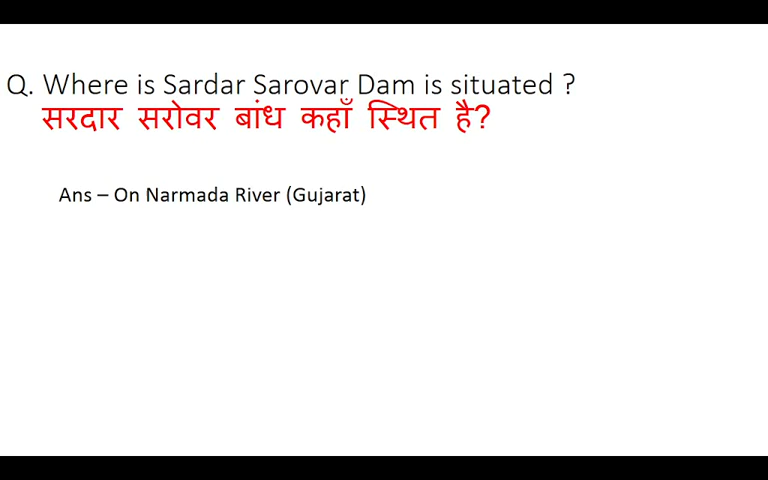 Q. Where is Sardar Sarovar Dam is situated ?
सरदार सरोवर बांध कहाँ स्थित है?
Ans – On Narmada River (Gujarat)